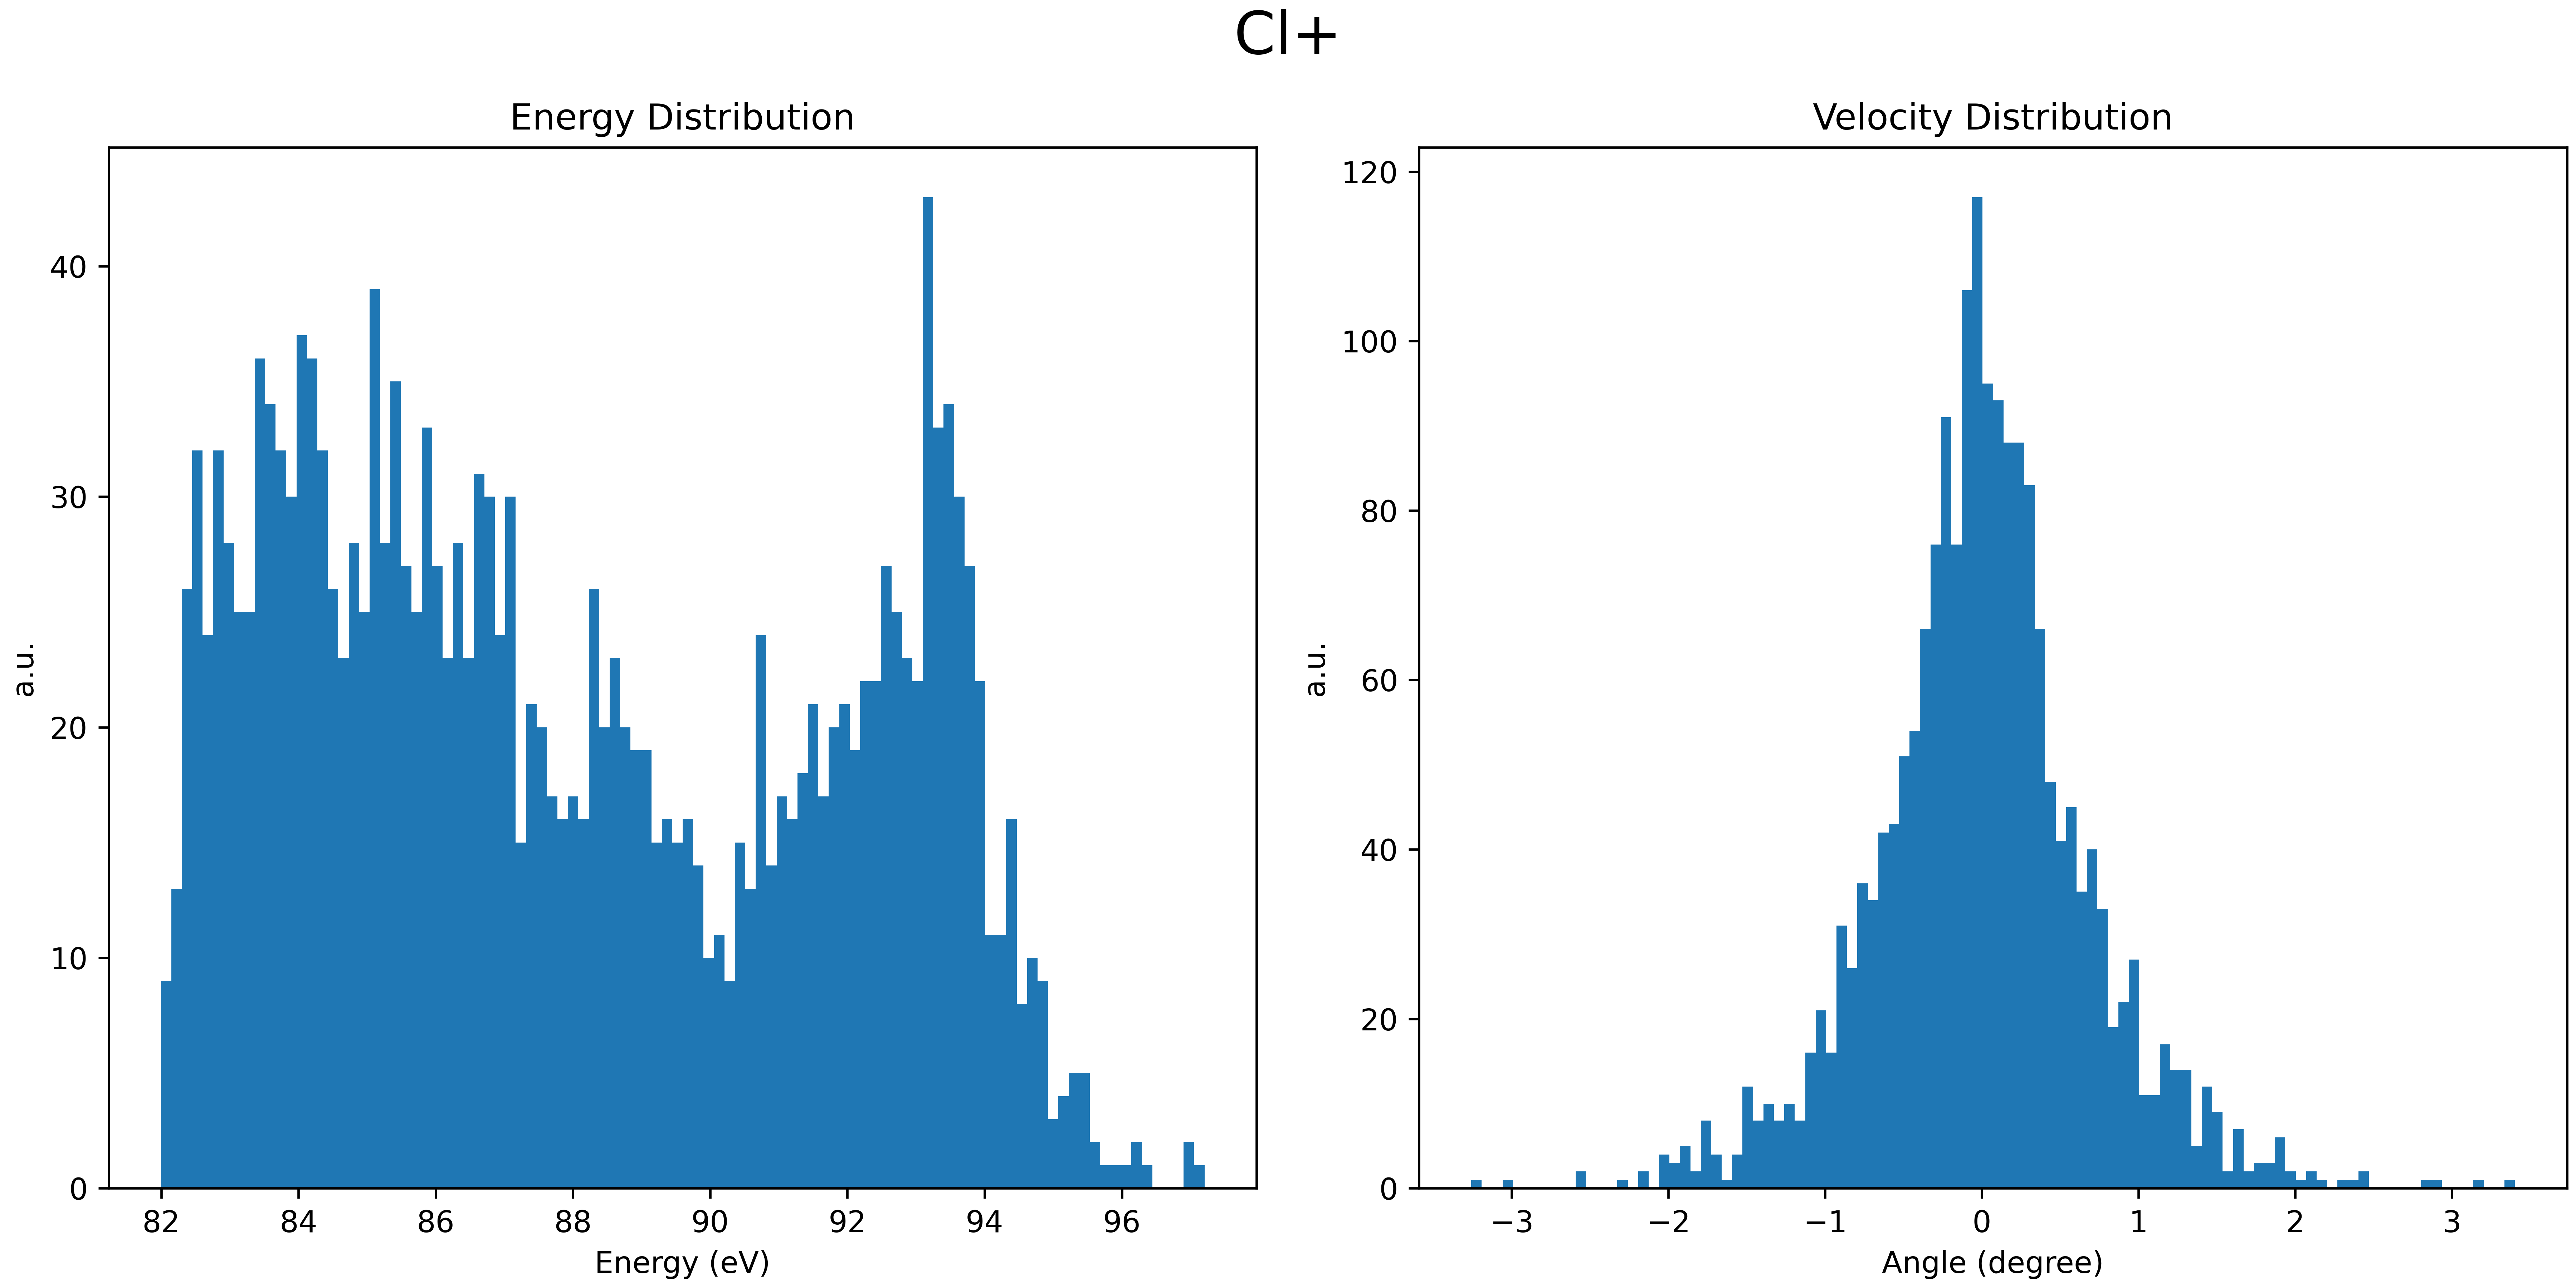 Cl+
Energy Distribution
a.u.
40
30
20
10
0
82 84 86 88 90 92 94 96
Energy (eV)
Velocity Distribution
a.u.
120
100
80
60
40
20
0
−3 −2 −1 0 1 2 3
Angle (degree)